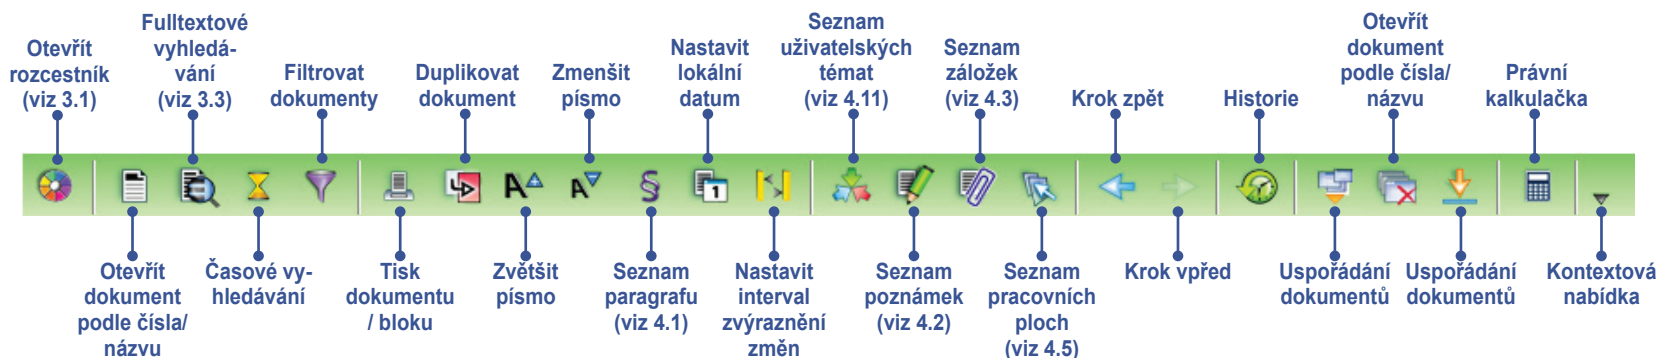 Otevřít
rozcestník
(viz 3.1)
Fulltextové
vyhledá-
vání
(viz 3.3)
Filtrovat
dokumenty
Duplikovat
dokument
Zmenšit
písmo
Nastavit
lokální
datum
Seznam
uživatelských
témat
(viz 4.11)
Seznam
záložek
(viz 4.3)
Krok zpět
Historie
Otevřít
dokument
podle čísla/
názvu
Právní
kalkulačka
A
A
§
1
Otevřít
dokument
podle čísla/
názvu
Časové vy-
hledávání
Tisk
dokumentu
/ bloku
Zvětšit
písmo
Seznam
paragrafu
(viz 4.1)
Nastavit
interval
zvýraznění
změn
Seznam
poznámek
(viz 4.2)
Seznam
pracovních
ploch
(viz 4.5)
Krok vpřed
Uspořádání
dokumentů
Uspořádání
dokumentů
Kontextová
nabídka